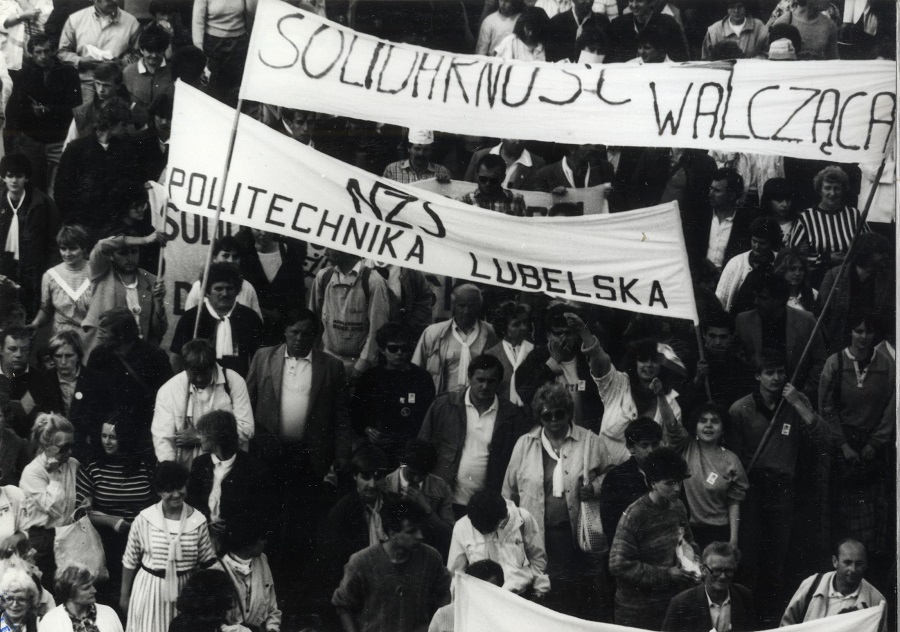 SOLIDARNOŚĆ WALCZĄCA
NZS
POLITECHNIKA LUBELSKA